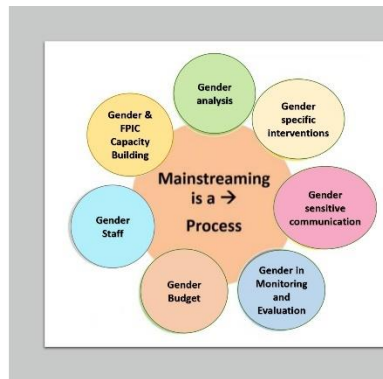 Gender
analysis
Gender
specific
interventions
Gender
sensitive
communication
Gender in
Monitoring
and
Evaluation
Gender
Budget
Gender
Staff
Gender &
FPIC
Capacity
Building
Mainstreaming
is a →
Process